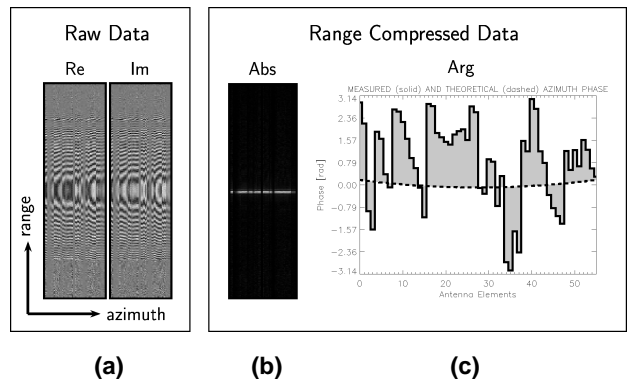 Raw Data
Re Im
range
azimuth
(a)
Range Compressed Data
Abs
(b)
Arg
MEASURED (solid) AND THEORETICAL (dashed) AZIMUTH PHASE
Phase [rad]
3.14
2.36
1.57
0.79
0.00
-0.79
-1.57
-2.36
-3.14
0 10 20 30 40 50
Antenna Elements
(c)